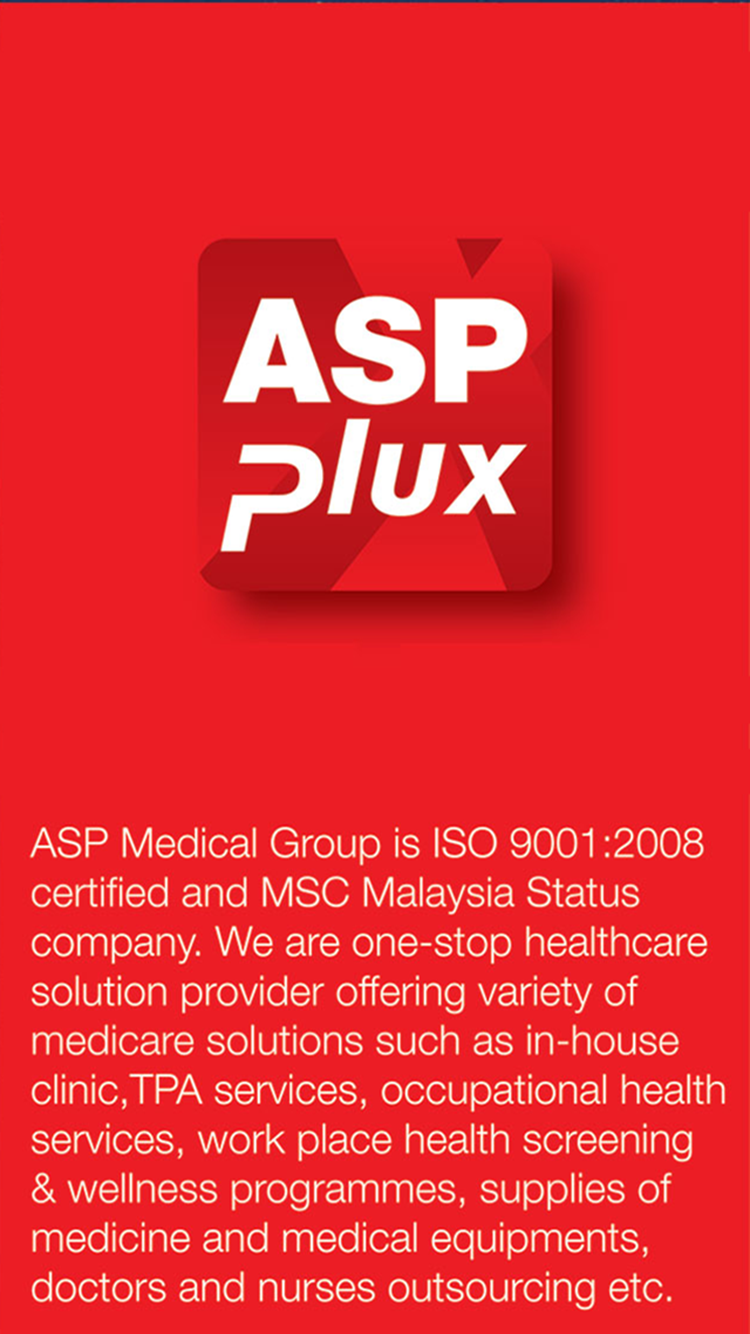 ASP
plux
ASP Medical Group is ISO 9001:2008
certified and MSC Malaysia Status
company. We are one-stop healthcare
solution provider offering variety of
medicare solutions such as in-house
clinic,TPA services, occupational health
services, work place health screening
& wellness programmes, supplies of
medicine and medical equipments,
doctors and nurses outsourcing etc.